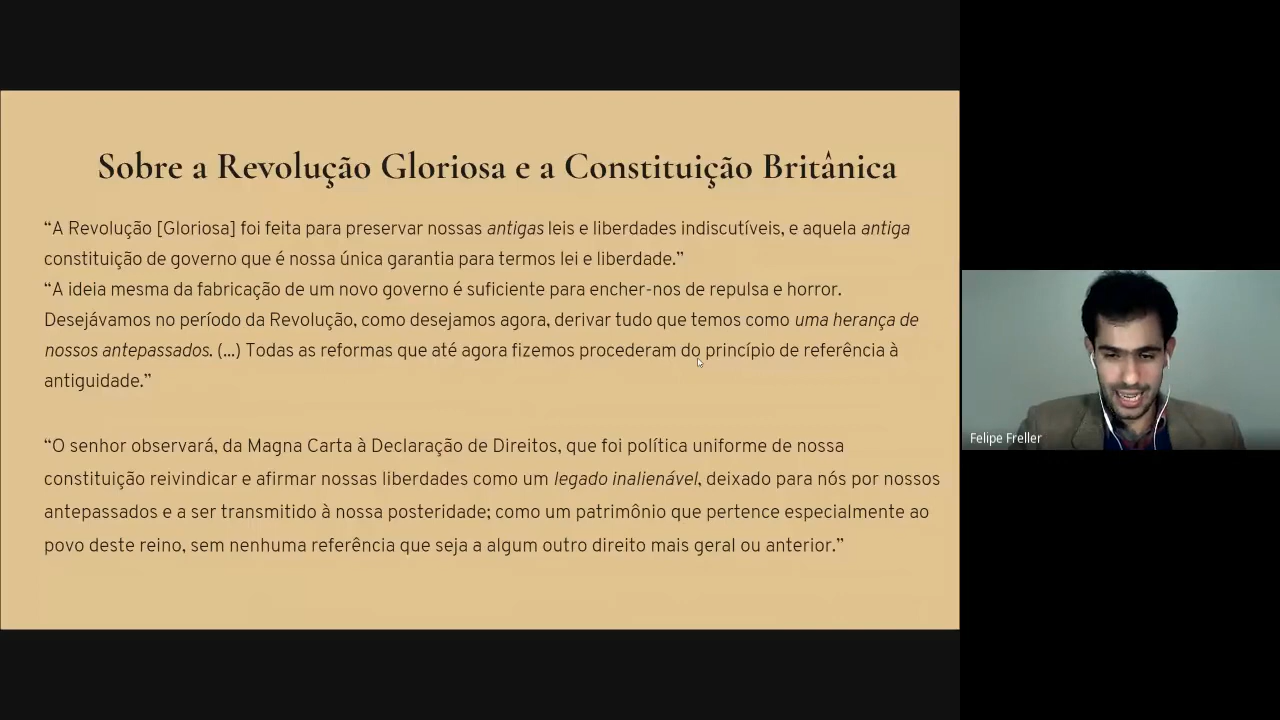 Sobre a Revolução Gloriosa e a Constituição Britânica
“A Revolução [Gloriosa] foi feita para preservar nossas antigas leis e liberdades indiscutíveis, e aquela antiga
constituição de governo que é nossa única garantia para termos lei e liberdade.”
“A ideia mesma da fabricação de um novo governo é suficiente para encher-nos de repulsa e horror.
Desejávamos no período da Revolução, como desejamos agora, derivar tudo que temos como uma herança de
nossos antepassados. (...) Todas as reformas que até agora fizemos procederam do princípio de referência à
antiguidade.”
“O senhor observará, da Magna Carta à Declaração de Direitos, que foi política uniforme de nossa
constituição reivindicar e afirmar nossas liberdades como um legado inalienável, deixado para nós por nossos
antepassados e a ser transmitido à nossa posteridade; como um patrimônio que pertence especialmente ao
povo deste reino, sem nenhuma referência que seja a algum outro direito mais geral ou anterior.”
Felipe Freller